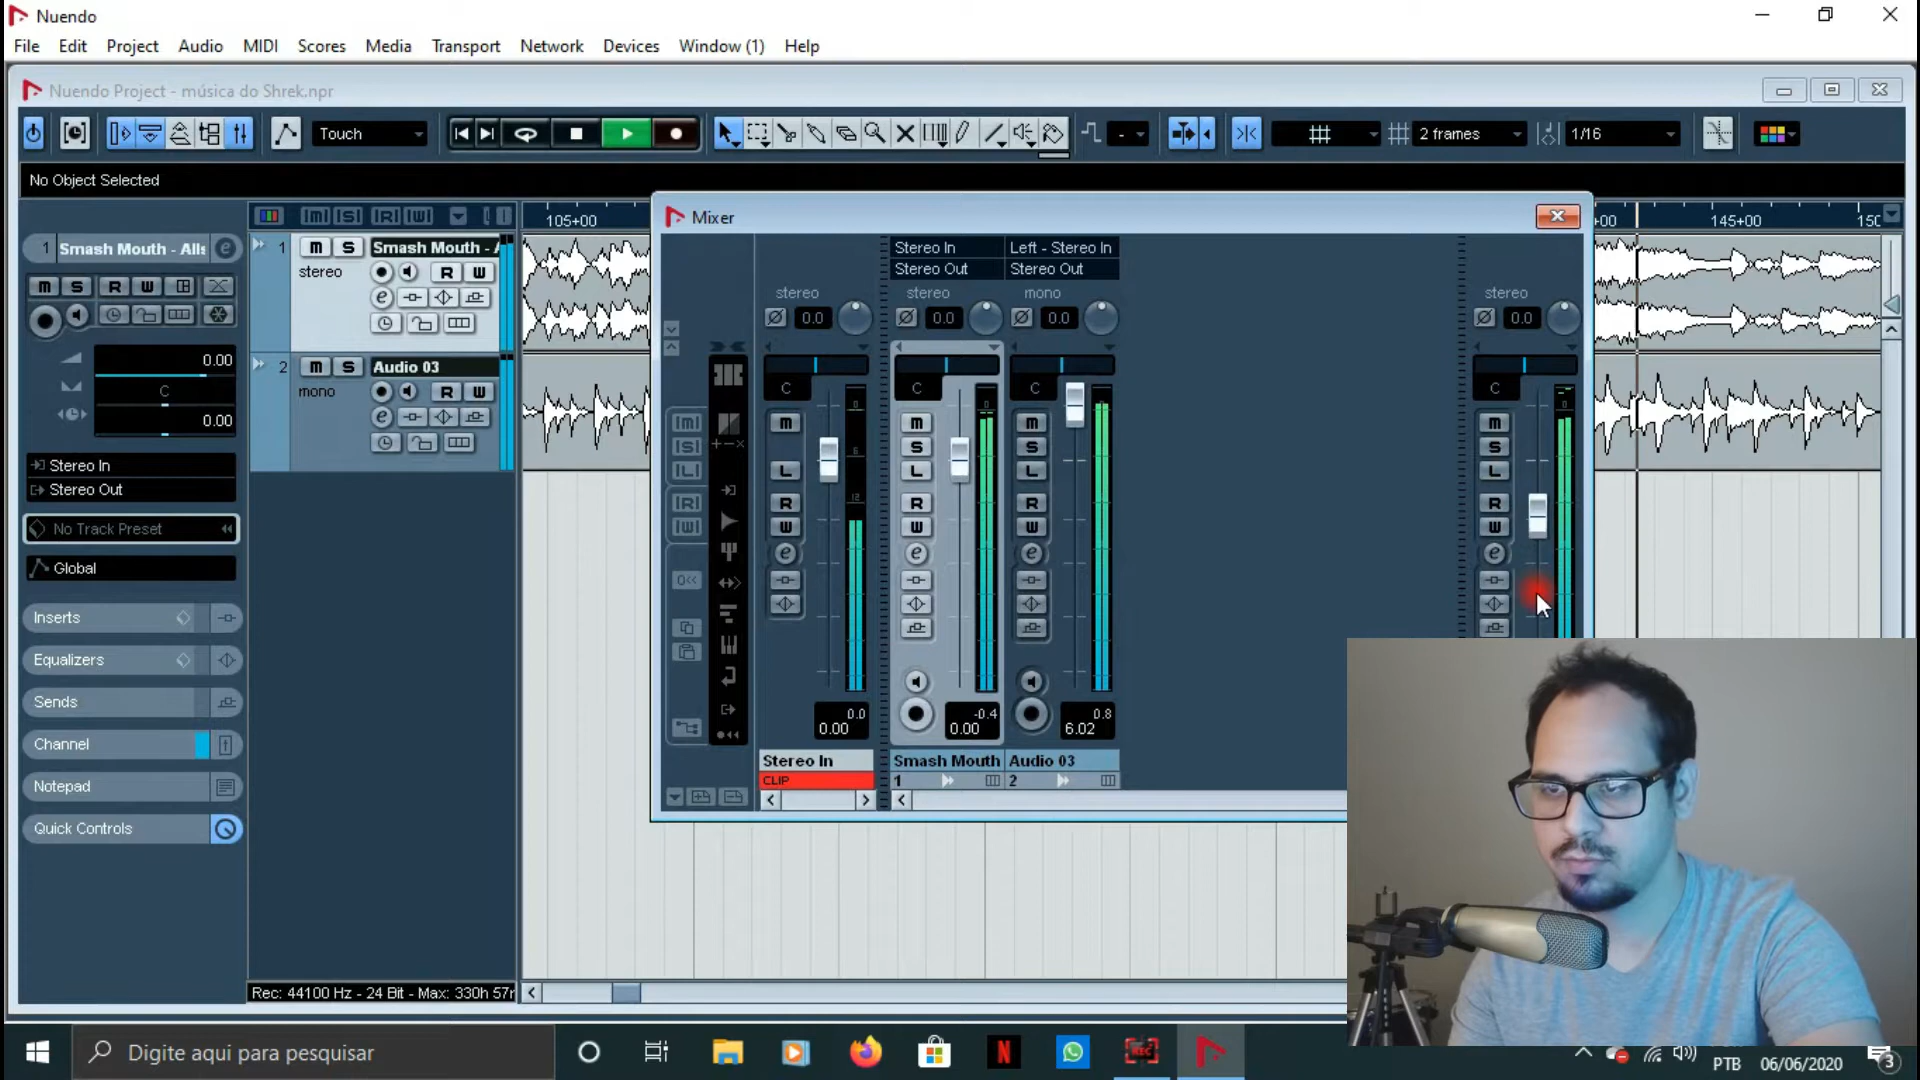 Nuendo
File Edit Project Audio MIDI Scores Media Transport Network Devices Window (1) Help
Nuendo Project - música do Shrek.npr
Touch
- 2 frames 1/16
No Object Selected
1 Smash Mouth - Alls e
M S R W
0.00
C
0.00
Stereo In
Stereo Out
No Track Preset
Global
Inserts
Equalizers
Sends
Channel
Notepad
Quick Controls
M S R W
1 M S Smash Mouth - A
stereo R W
e
2 M S Audio 03
mono R W
e
Rec: 44100 Hz - 24 Bit - Max: 330h 57m
105+00
145+00
150
Mixer
Stereo In Left - Stereo In
Stereo Out Stereo Out
stereo stereo mono stereo
0.0 0.0 0.0 0.0
C C C C
M M M M
S S S
L L L L
R R R R
W W W W
e e e
0.0 -0.4 0.8
0.00 0.00 6.02
Stereo In Smash Mouth Audio 03
CLIP 1 2
Digite aqui para pesquisar
REC
PTB 06/06/2020 3